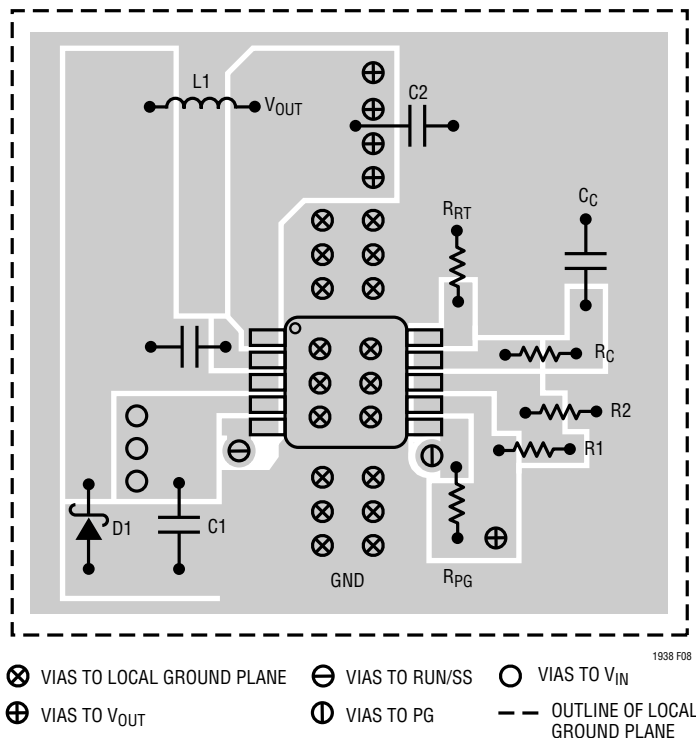 L1
VOUT
C2
RRT
CC
RC
R2
R1
D1
C1
GND
RPG
1938 F08
VIAS TO LOCAL GROUND PLANE
VIAS TO RUN/SS
VIAS TO VIN
VIAS TO VOUT
VIAS TO PG
OUTLINE OF LOCAL
GROUND PLANE